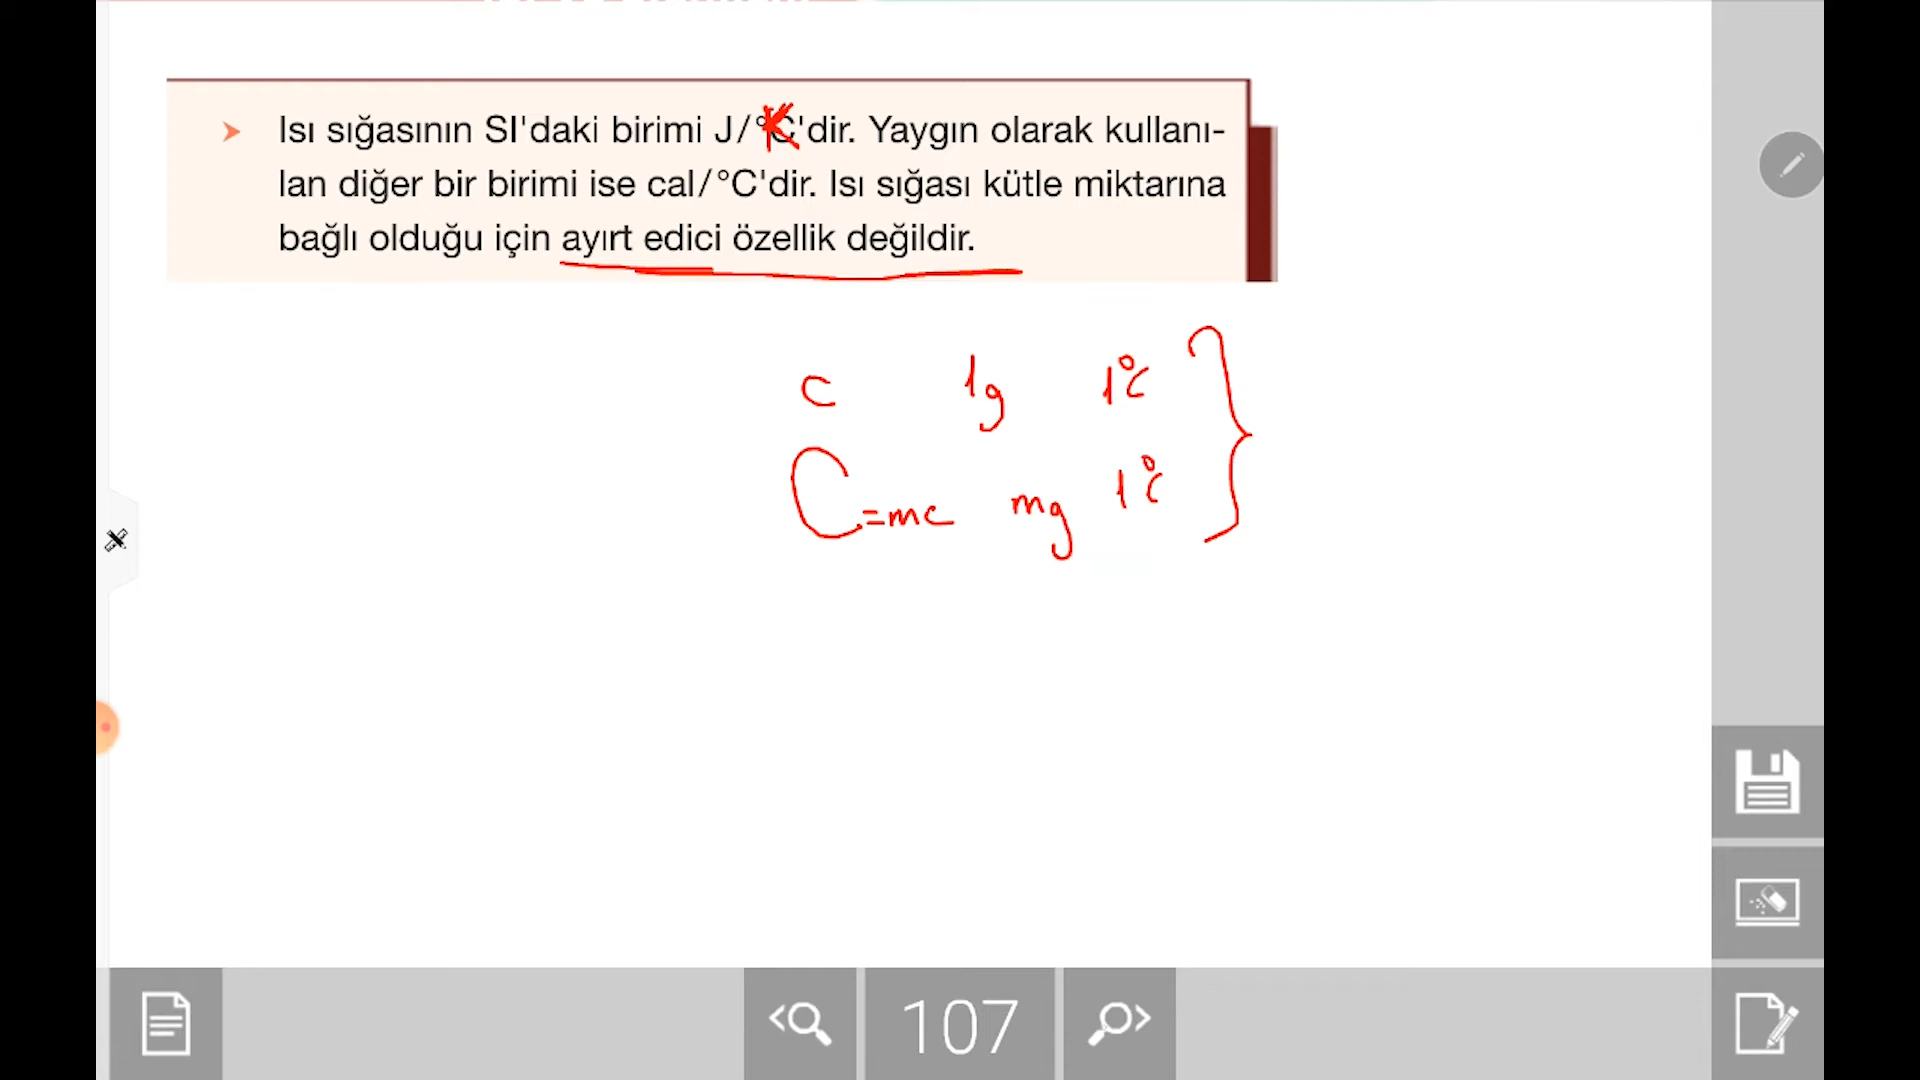 Isı sığasının SI'daki birimi J/°C'dir. Yaygın olarak kullanı-
lan diğer bir birimi ise cal/°C'dir. Isı sığası kütle miktarına
bağlı olduğu için ayırt edici özellik değildir.
K
c 1g 1°C
C=mc mg 1°C
107